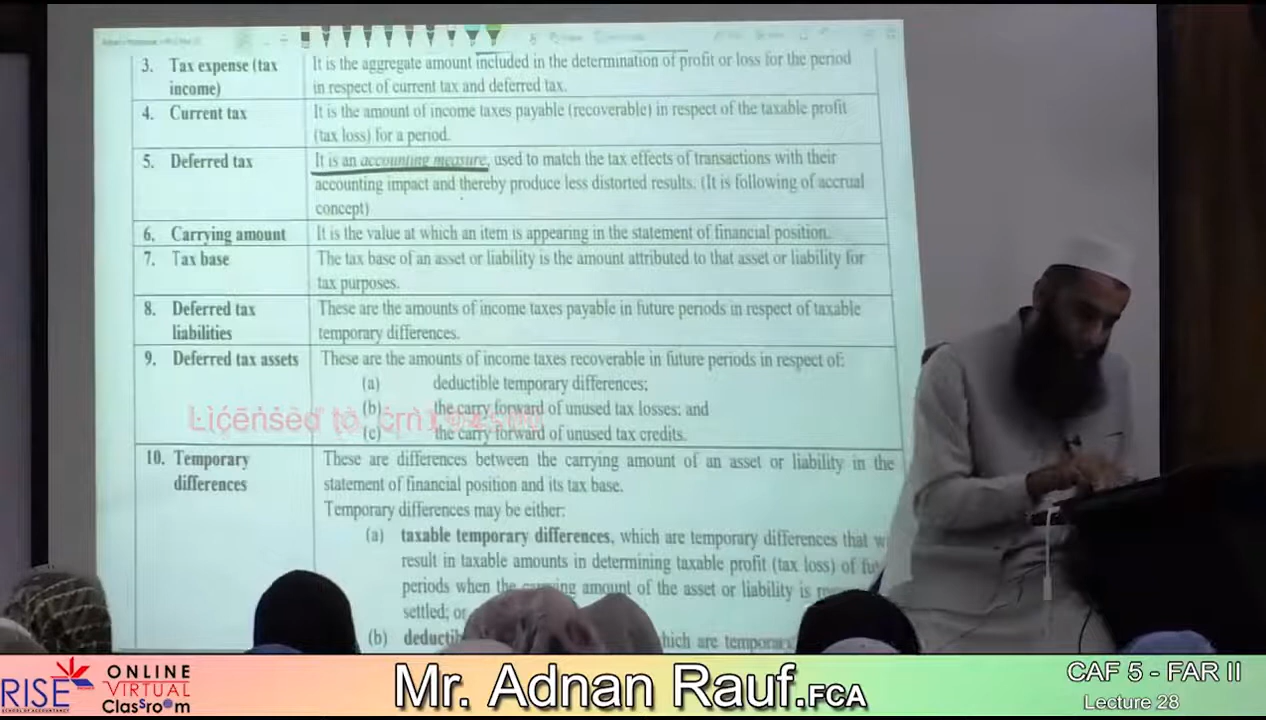 3. Tax expense (tax income)
It is the aggregate amount included in the determination of profit or loss for the period
in respect of current tax and deferred tax.
4. Current tax
It is the amount of income taxes payable (recoverable) in respect of the taxable profit
(tax loss) for a period.
5. Deferred tax
It is an accounting measure, used to match the tax effects of transactions with their
accounting impact and thereby produce less distorted results. (It is following of accrual
concept)
6. Carrying amount
It is the value at which an item is appearing in the statement of financial position.
7. Tax base
The tax base of an asset or liability is the amount attributed to that asset or liability for
tax purposes.
8. Deferred tax
liabilities
These are the amounts of income taxes payable in future periods in respect of taxable
temporary differences.
9. Deferred tax assets
These are the amounts of income taxes recoverable in future periods in respect of:
(a) deductible temporary differences;
(b) the carry forward of unused tax losses; and
(c) the carry forward of unused tax credits.
10. Temporary
differences
These are differences between the carrying amount of an asset or liability in the
statement of financial position and its tax base.
Temporary differences may be either:
(a) taxable temporary differences, which are temporary differences that
result in taxable amounts in determining taxable profit (tax loss) of
periods when the carrying amount of the asset or liability is
settled; or
(b) which are
RISE
ONLINE
VIRTUAL
Classroom
Mr. Adnan Rauf.FCA
CAF 5 - FAR II
Lecture 28